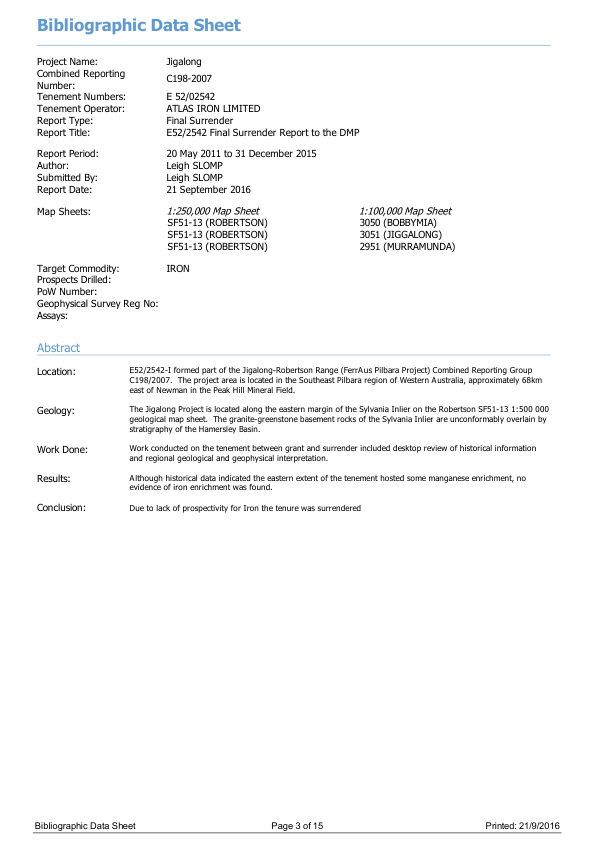 Bibliographic Data Sheet
Project Name: Jigalong
Combined Reporting Number: C198-2007
Tenement Numbers: E 52/02542
Tenement Operator: ATLAS IRON LIMITED
Report Type: Final Surrender
Report Title: E52/2542 Final Surrender Report to the DMP
Report Period: 20 May 2011 to 31 December 2015
Author: Leigh SLOMP
Submitted By: Leigh SLOMP
Report Date: 21 September 2016
Map Sheets: 1:250,000 Map Sheet 1:100,000 Map Sheet
SF51-13 (ROBERTSON) 3050 (BOBBYMIA)
SF51-13 (ROBERTSON) 3051 (JIGGALONG)
SF51-13 (ROBERTSON) 2951 (MURRAMUNDA)
Target Commodity: IRON
Prospects Drilled:
PoW Number:
Geophysical Survey Reg No:
Assays:
Abstract
Location: E52/2542-I formed part of the Jigalong-Robertson Range (FerrAus Pilbara Project) Combined Reporting Group
C198/2007. The project area is located in the Southeast Pilbara region of Western Australia, approximately 68km
east of Newman in the Peak Hill Mineral Field.
Geology: The Jigalong Project is located along the eastern margin of the Sylvania Inlier on the Robertson SF51-13 1:500 000
geological map sheet. The granite-greenstone basement rocks of the Sylvania Inlier are unconformably overlain by
stratigraphy of the Hamersley Basin.
Work Done: Work conducted on the tenement between grant and surrender included desktop review of historical information
and regional geological and geophysical interpretation.
Results: Although historical data indicated the eastern extent of the tenement hosted some manganese enrichment, no
evidence of iron enrichment was found.
Conclusion: Due to lack of prospectivity for Iron the tenure was surrendered
Bibliographic Data Sheet Page 3 of 15 Printed: 21/9/2016